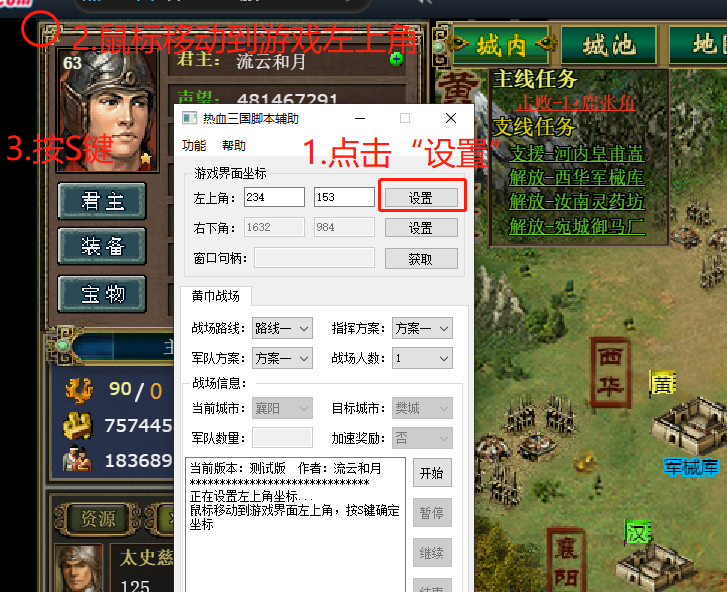 2.鼠标移动到游戏左上角
63
君主：
流云和月
声望：
481467291
3.按S键
君主
装备
宝物
主
90/0
757445
183689
资源
太史慈
125
热血三国脚本辅助
功能
帮助
1.点击“设置”
游戏界面坐标
左上角：
234
153
设置
右下角：
1632
984
设置
窗口句柄：
获取
黄巾战场
战场路线：
路线一
指挥方案：
方案一
军队方案：
方案一
战场人数：
1
战场信息：
当前城市：
襄阳
目标城市：
樊城
军队数量：
加速奖励：
否
当前版本：测试版 作者：流云和月
******************************
正在设置左上角坐标...
鼠标移动到游戏界面左上角，按S键确定
坐标
开始
暂停
继续
结束
城内
城池
地
黄
主线任务
击败-1·罪张角
支线任务
支援-河内皇甫嵩
解放-西华军械库
解放-汝南灵药坊
解放-宛城御马厂
西华
黄
军械库
汉
襄阳